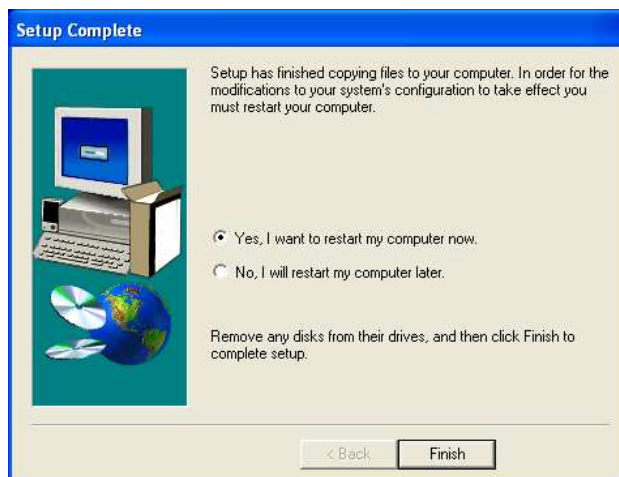 Setup Complete
Setup has finished copying files to your computer. In order for the
modifications to your system's configuration to take effect you
must restart your computer.
Yes, I want to restart my computer now.
No, I will restart my computer later.
Remove any disks from their drives, and then click Finish to
complete setup.
< Back
Finish